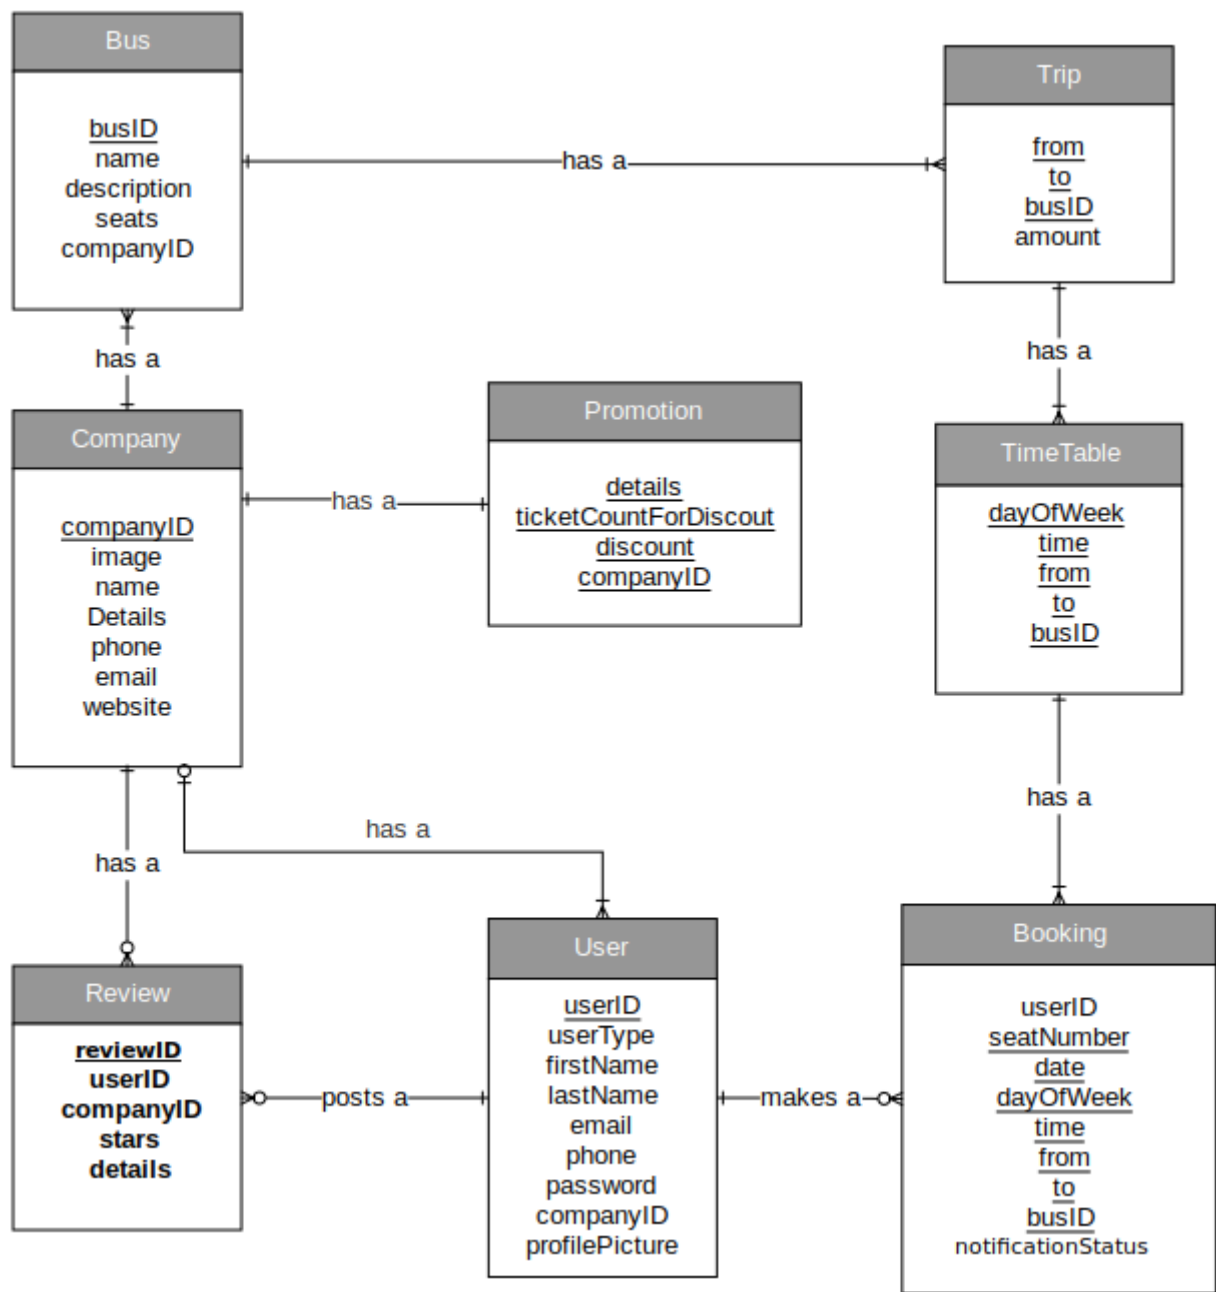 Bus
busID
name
description
seats
companyID
has a
Trip
from
to
busID
amount
has a
has a
Company
companyID
image
name
Details
phone
email
website
has a
Promotion
details
ticketCountForDiscout
discount
companyID
TimeTable
dayOfWeek
time
from
to
busID
has a
has a
has a
Review
reviewID
userID
companyID
stars
details
posts a
User
userID
userType
firstName
lastName
email
phone
password
companyID
profilePicture
makes a
Booking
userID
seatNumber
date
dayOfWeek
time
from
to
busID
notificationStatus